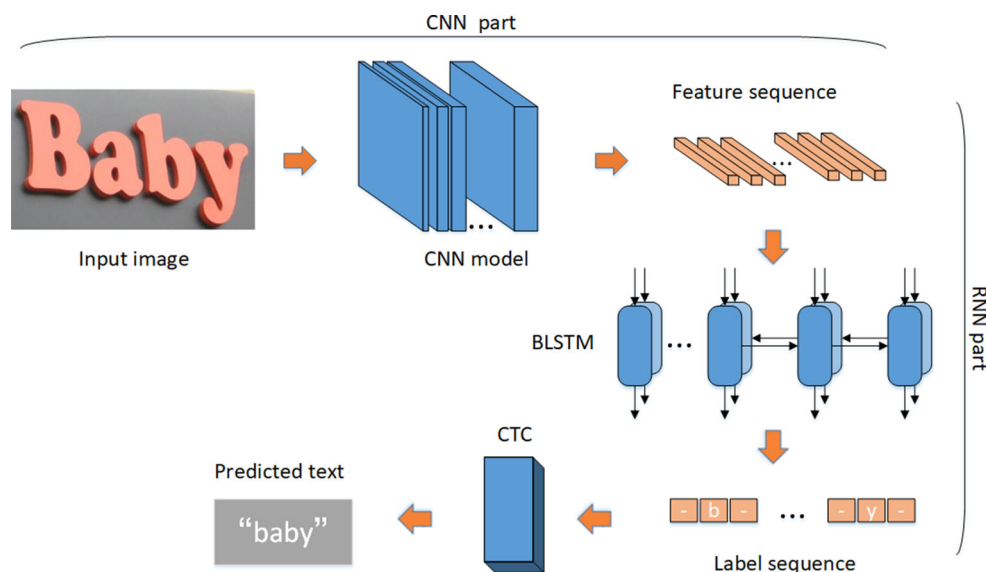 CNN part
Baby
Input image
CNN model
Feature sequence
RNN part
BLSTM
Label sequence
- b - ... - y -
CTC
Predicted text
“baby”